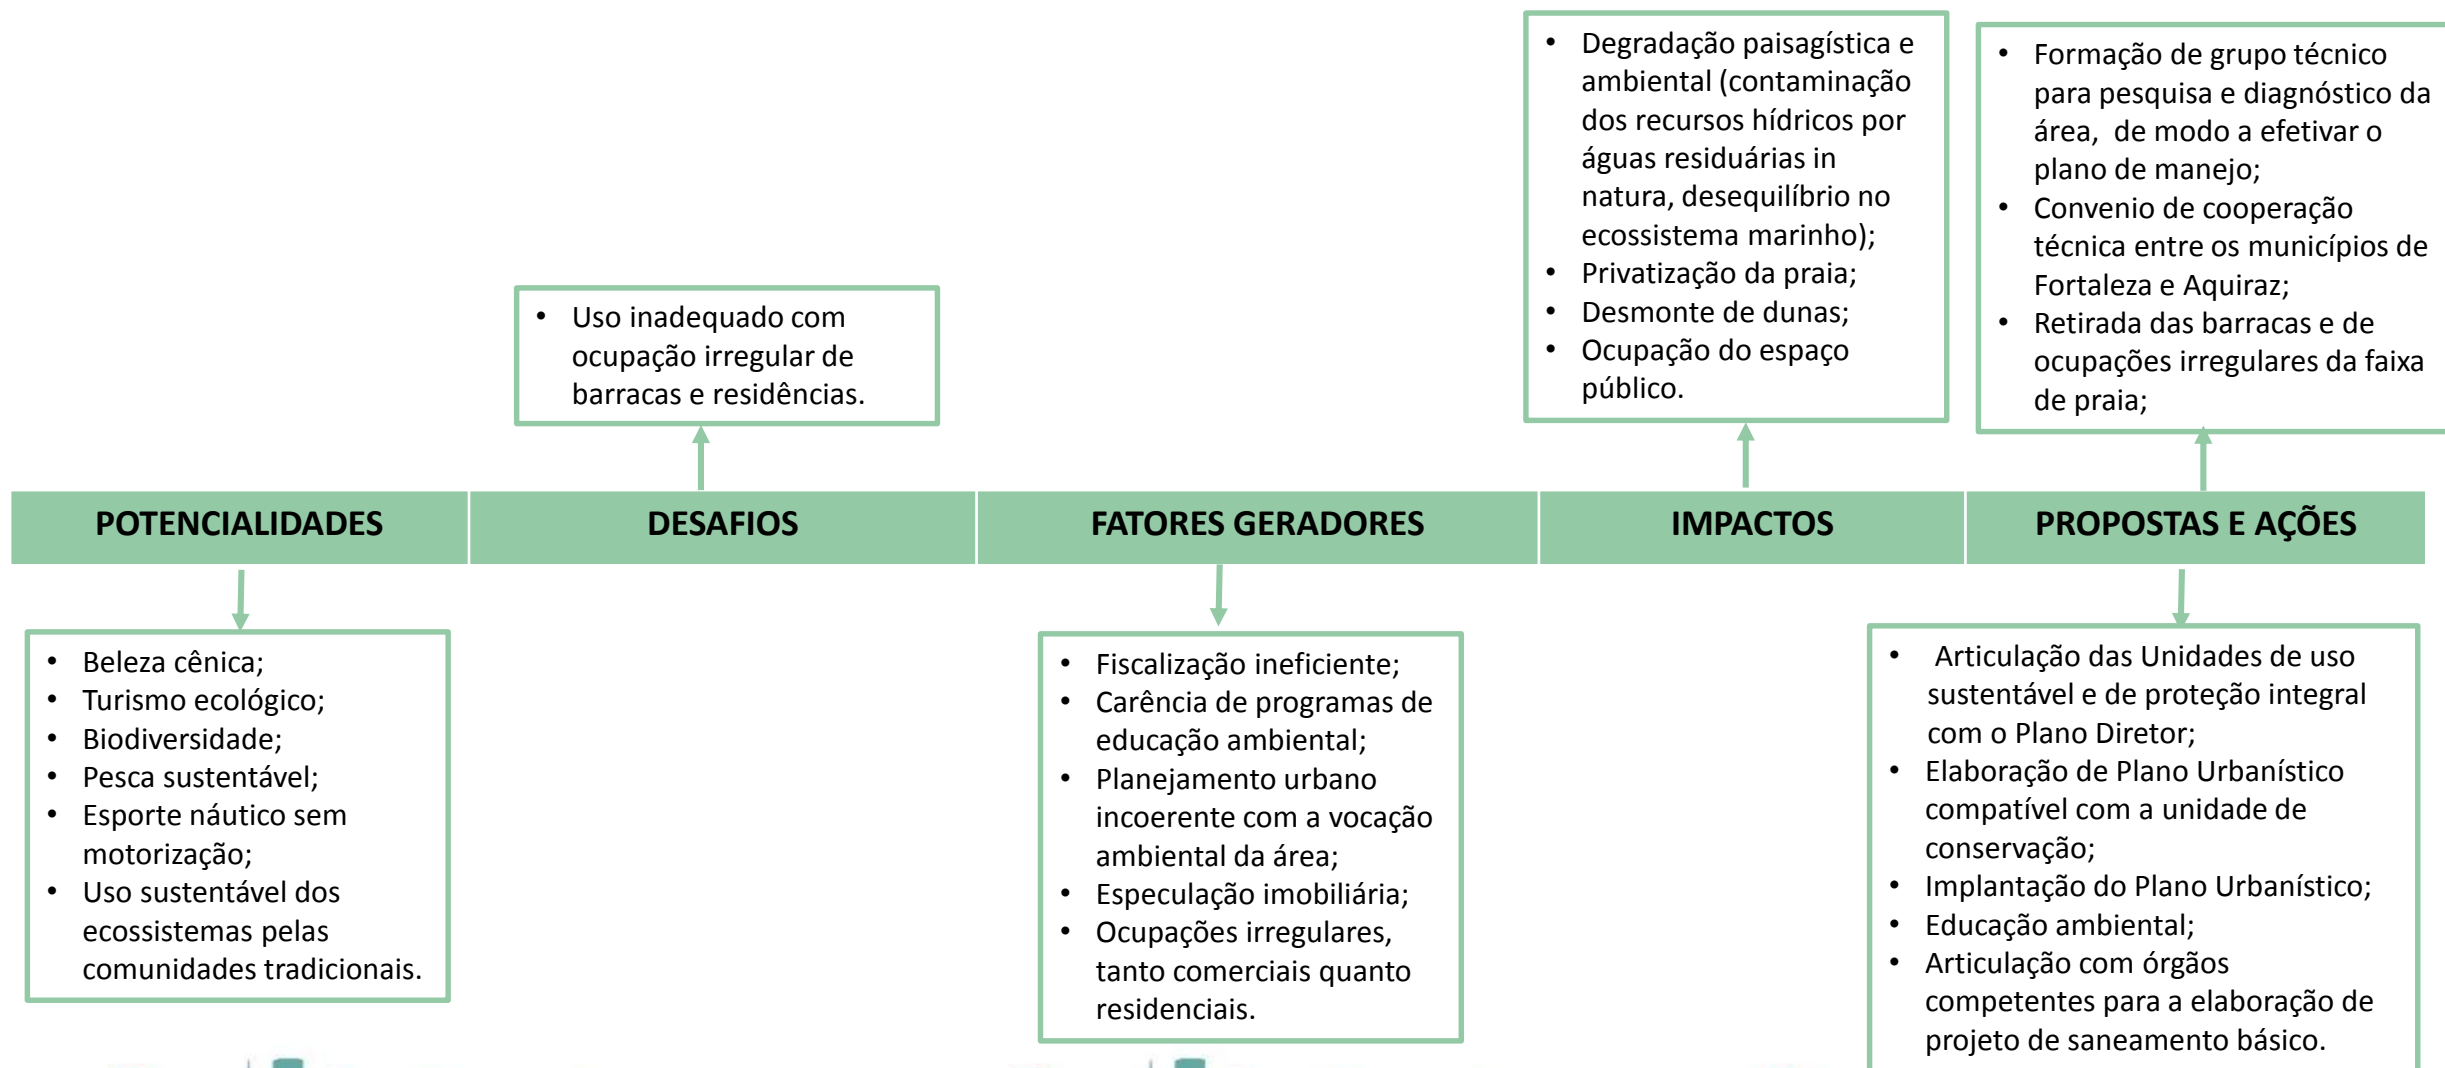 • Degradação paisagística e
ambiental (contaminação
dos recursos hídricos por
águas residuárias in
natura, desequilíbrio no
ecossistema marinho);
• Privatização da praia;
• Desmonte de dunas;
• Ocupação do espaço
público.
• Formação de grupo técnico
para pesquisa e diagnóstico da
área,  de modo a efetivar o
plano de manejo;
• Convenio de cooperação
técnica entre os municípios de
Fortaleza e Aquiraz;
• Retirada das barracas e de
ocupações irregulares da faixa
de praia;
• Uso inadequado com
ocupação irregular de
barracas e residências.
POTENCIALIDADES
DESAFIOS
FATORES GERADORES
IMPACTOS
PROPOSTAS E AÇÕES
• Beleza cênica;
• Turismo ecológico;
• Biodiversidade;
• Pesca sustentável;
• Esporte náutico sem
motorização;
• Uso sustentável dos
ecossistemas pelas
comunidades tradicionais.
• Fiscalização ineficiente;
• Carência de programas de
educação ambiental;
• Planejamento urbano
incoerente com a vocação
ambiental da área;
• Especulação imobiliária;
• Ocupações irregulares,
tanto comerciais quanto
residenciais.
• Articulação das Unidades de uso
sustentável e de proteção integral
com o Plano Diretor;
• Elaboração de Plano Urbanístico
compatível com a unidade de
conservação;
• Implantação do Plano Urbanístico;
• Educação ambiental;
• Articulação com órgãos
competentes para a elaboração de
projeto de saneamento básico.